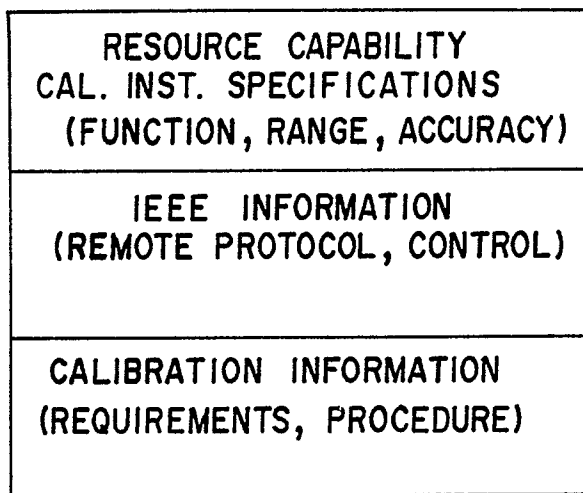 RESOURCE CAPABILITY
CAL. INST. SPECIFICATIONS
(FUNCTION, RANGE, ACCURACY)
IEEE INFORMATION
(REMOTE PROTOCOL, CONTROL)
CALIBRATION INFORMATION
(REQUIREMENTS, PROCEDURE)